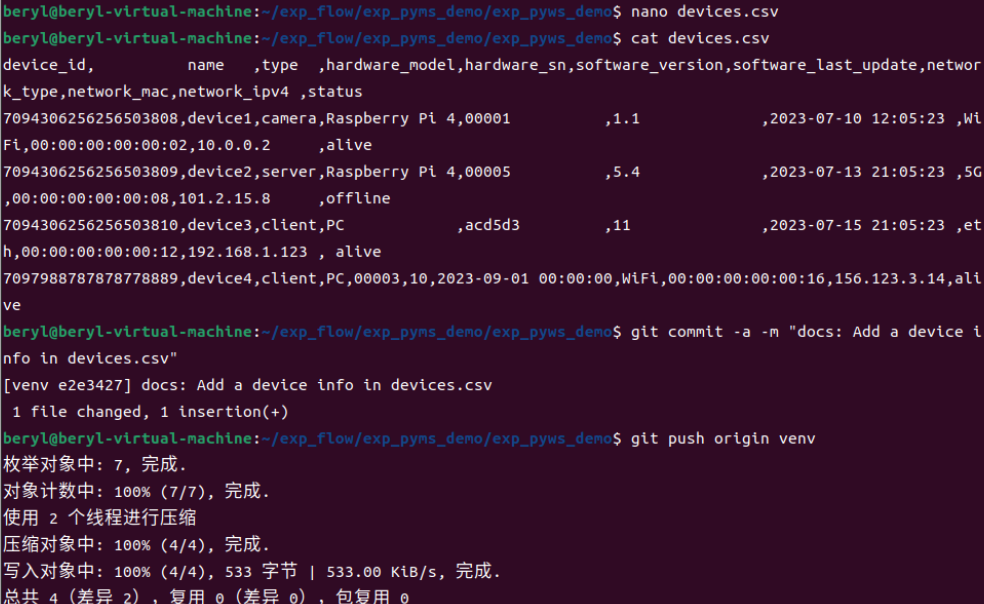 beryl@beryl-virtual-machine:~/exp_flow/exp_pyms_demo/exp_pyws_demo$ nano devices.csv
beryl@beryl-virtual-machine:~/exp_flow/exp_pyms_demo/exp_pyws_demo$ cat devices.csv
device_id,          name   ,type  ,hardware_model,hardware_sn,software_version,software_last_update,networ
k_type,network_mac,network_ipv4 ,status
7094306256256503808,device1,camera,Raspberry Pi 4,00001          ,1.1             ,2023-07-10 12:05:23 ,Wi
Fi,00:00:00:00:00:02,10.0.0.2     ,alive
7094306256256503809,device2,server,Raspberry Pi 4,00005          ,5.4             ,2023-07-13 21:05:23 ,5G
,00:00:00:00:00:08,101.2.15.8     ,offline
7094306256256503810,device3,client,PC            ,acd5d3         ,11              ,2023-07-15 21:05:23 ,et
h,00:00:00:00:00:12,192.168.1.123 , alive
7097988787878778889,device4,client,PC,00003,10,2023-09-01 00:00:00,WiFi,00:00:00:00:00:16,156.123.3.14,ali
ve
beryl@beryl-virtual-machine:~/exp_flow/exp_pyms_demo/exp_pyws_demo$ git commit -a -m "docs: Add a device i
nfo in devices.csv"
[venv e2e3427] docs: Add a device info in devices.csv
 1 file changed, 1 insertion(+)
beryl@beryl-virtual-machine:~/exp_flow/exp_pyms_demo/exp_pyws_demo$ git push origin venv
枚举对象中: 7, 完成.
对象计数中: 100% (7/7), 完成.
使用 2 个线程进行压缩
压缩对象中: 100% (4/4), 完成.
写入对象中: 100% (4/4), 533 字节 | 533.00 KiB/s, 完成.
总共 4（差异 2），复用 0（差异 0），包复用 0